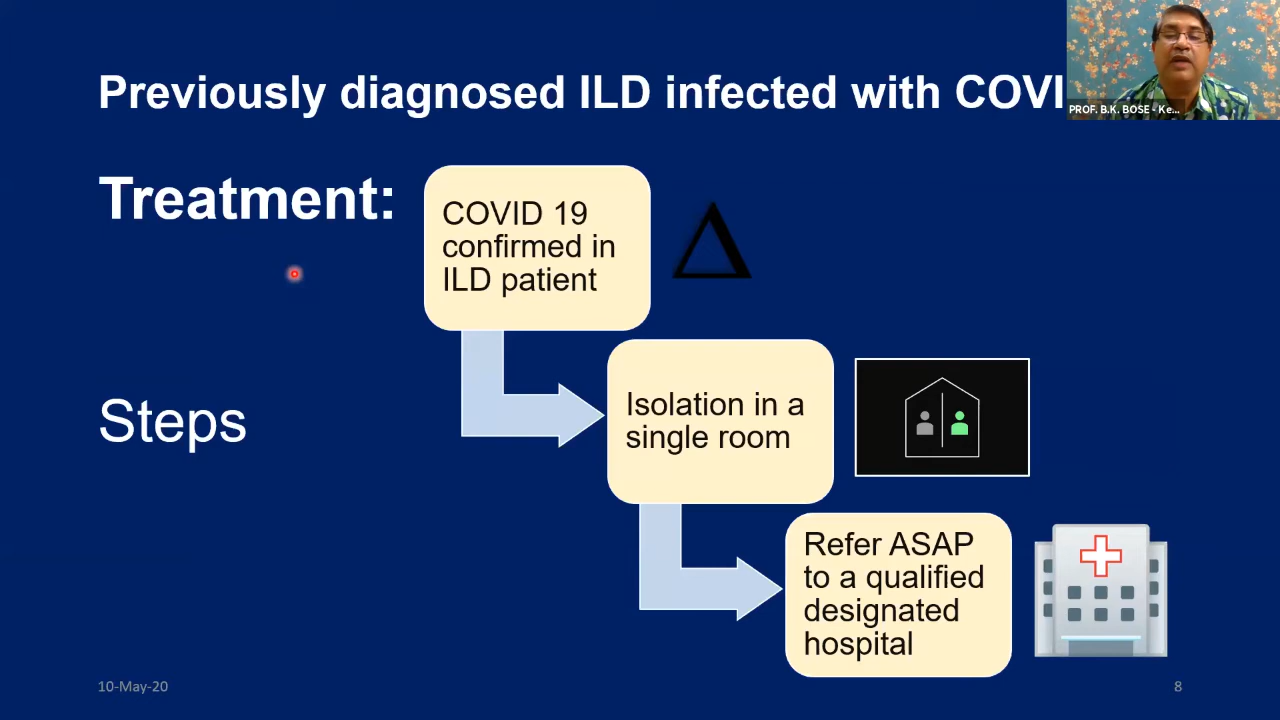 Previously diagnosed ILD infected with COVI
PROF. B.K. BOSE - Ke...
Treatment:
COVID 19
confirmed in
ILD patient
Δ
Steps
Isolation in a
single room
Refer ASAP
to a qualified
designated
hospital
10-May-20
8